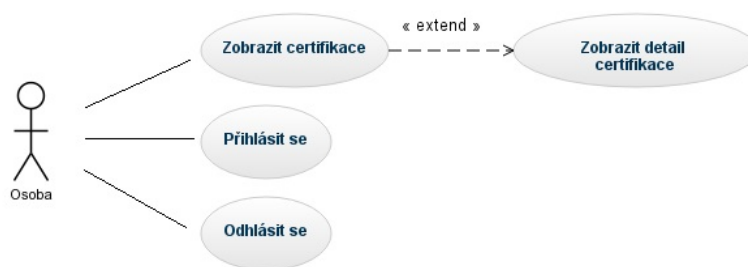 « extend »
Zobrazit certifikace
Zobrazit detail
certifikace
Přihlásit se
Osoba
Odhlásit se